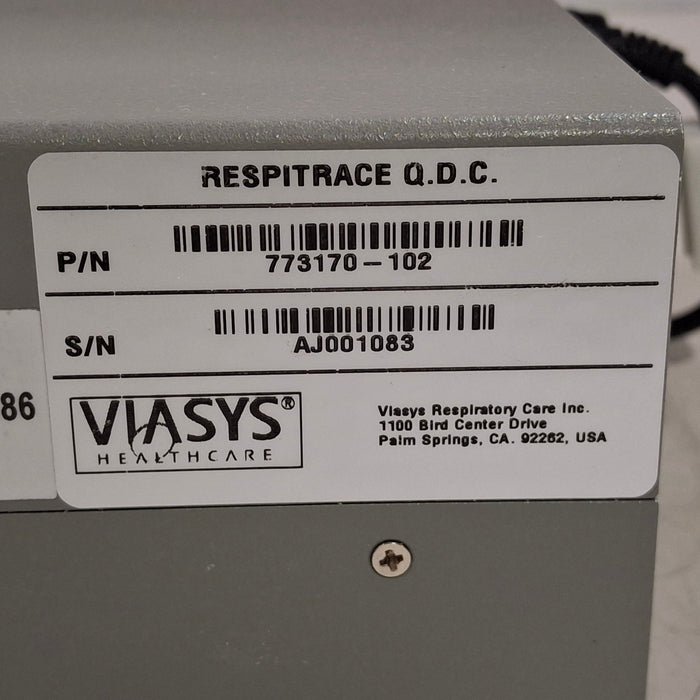 RESPITRACE Q.D.C.
P/N
773170-102
S/N
AJ001083
86
VIASYS®
HEALTHCARE
Viasys Respiratory Care Inc.
1100 Bird Center Drive
Palm Springs, CA. 92262, USA